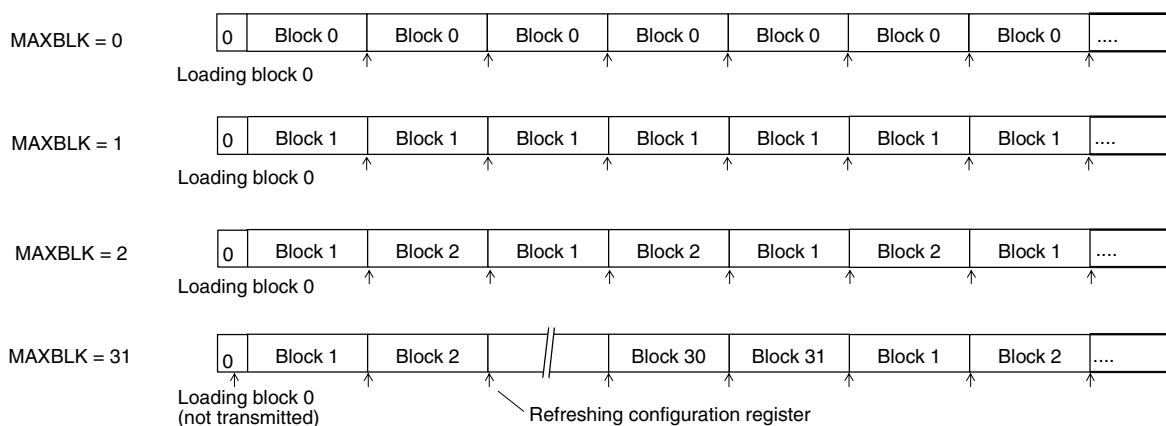 MAXBLK = 0
0 Block 0 Block 0 Block 0 Block 0 Block 0 Block 0 Block 0 ....
Loading block 0
MAXBLK = 1
0 Block 1 Block 1 Block 1 Block 1 Block 1 Block 1 Block 1 ....
Loading block 0
MAXBLK = 2
0 Block 1 Block 2 Block 1 Block 2 Block 1 Block 2 Block 1 ....
Loading block 0
MAXBLK = 31
0 Block 1 Block 2 Block 30 Block 31 Block 1 Block 2 ....
Loading block 0
(not transmitted)
Refreshing configuration register